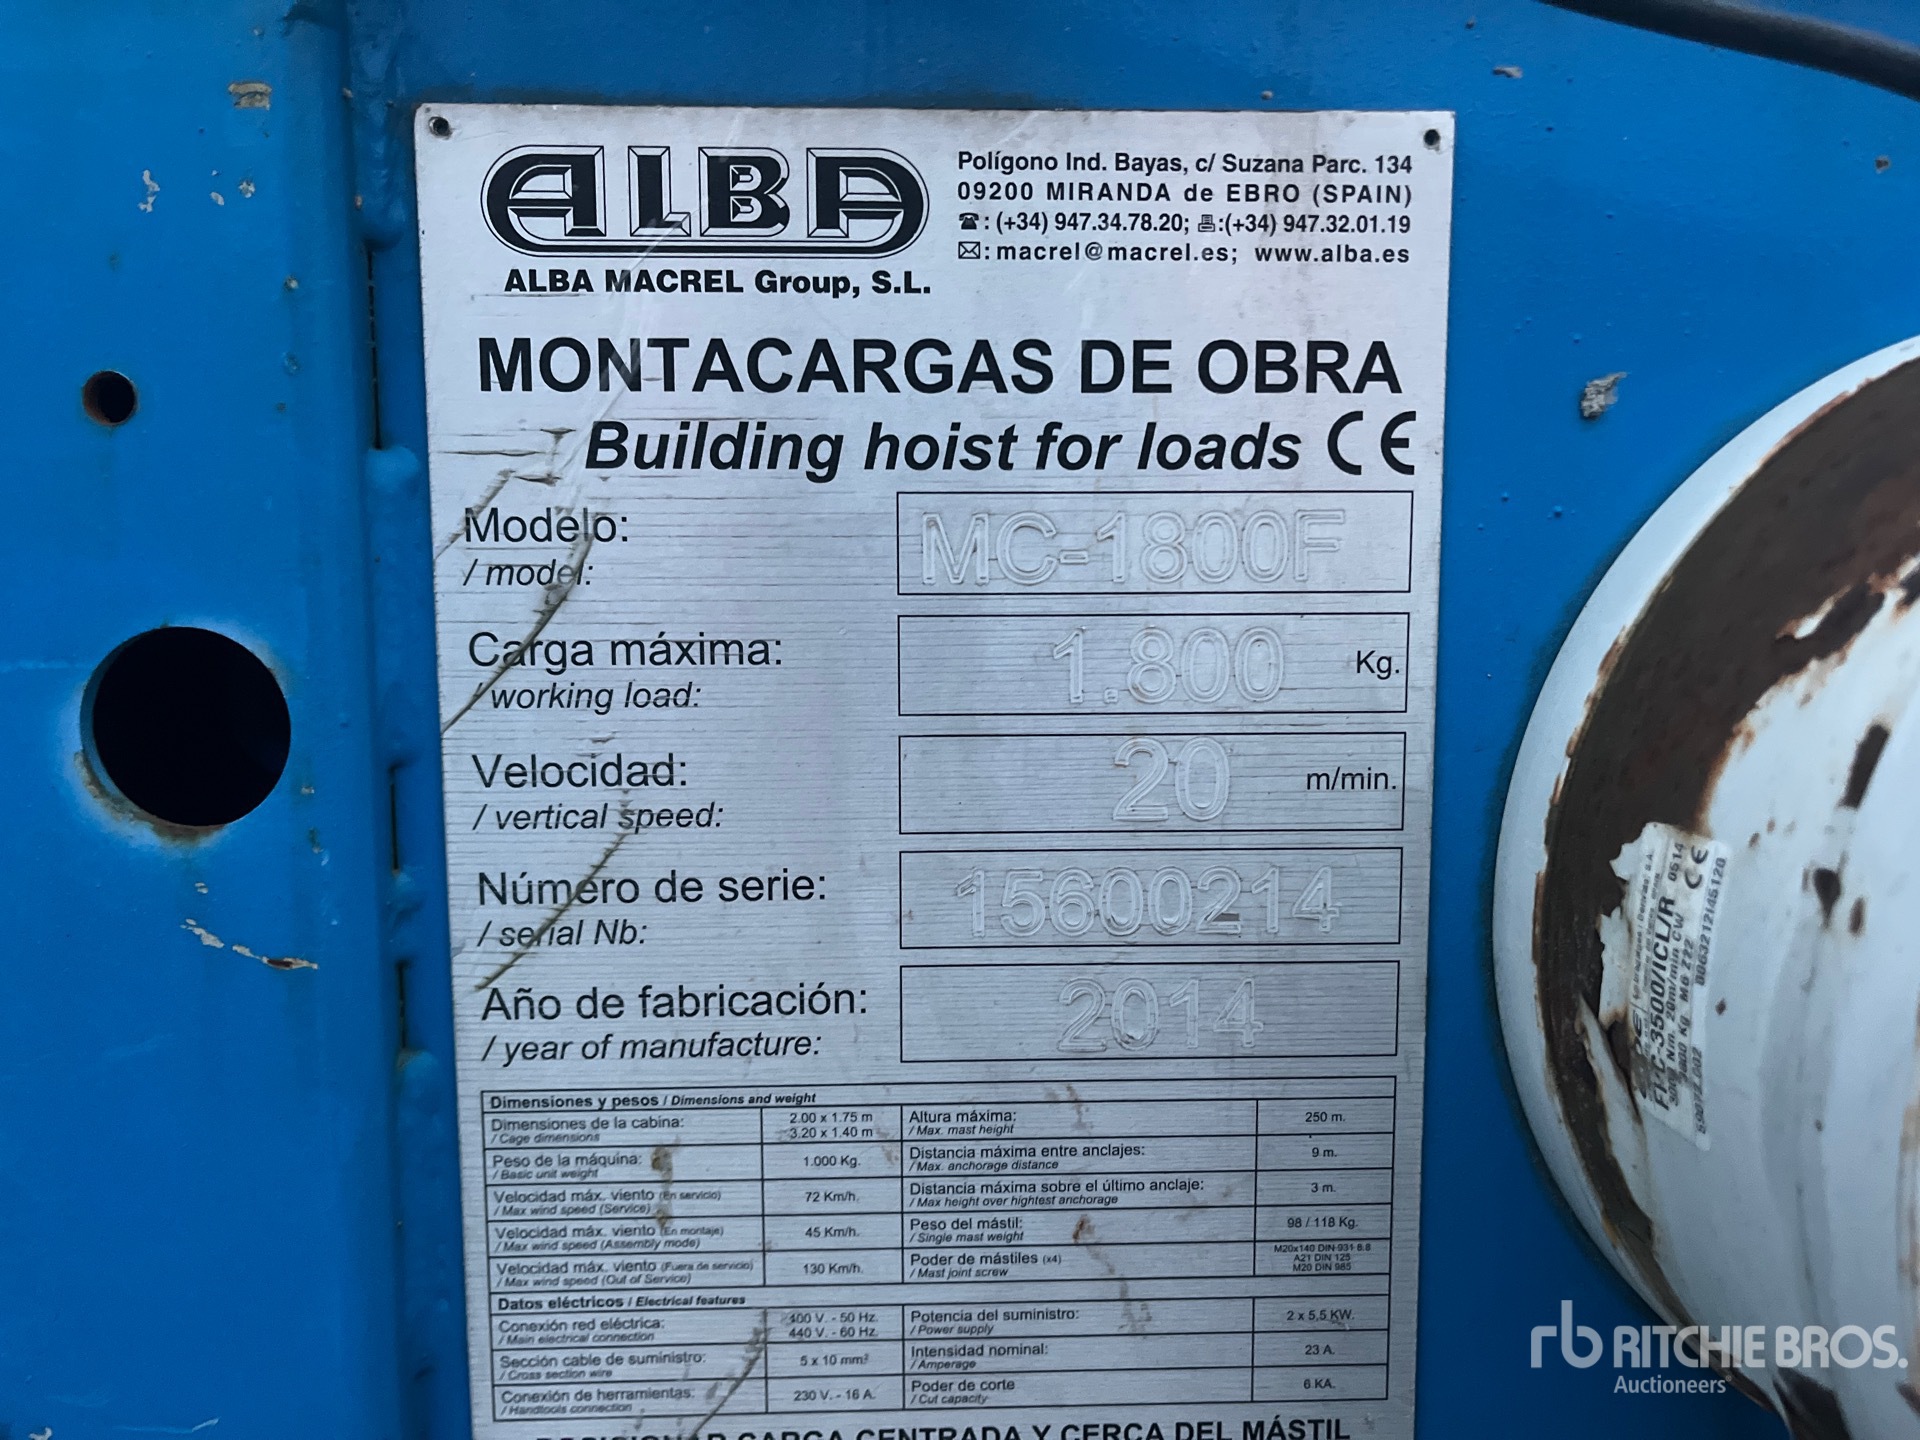 ALBA
ALBA MACREL Group, S.L.
Polígono Ind. Bayas, c/ Suzana Parc. 134
09200 MIRANDA de EBRO (SPAIN)
☎: (+34) 947.34.78.20; 📠:(+34) 947.32.01.19
✉: macrel@macrel.es; www.alba.es
MONTACARGAS DE OBRA
Building hoist for loads CE
Modelo: MC-1800F
/ model:
Carga máxima: 1.800 Kg.
/ working load:
Velocidad: 20 m/min.
/ vertical speed:
Número de serie: 15600214
/ serial Nb:
Año de fabricación: 2014
/ year of manufacture:
Dimensiones y pesos / Dimensions and weight
Dimensiones de la cabina: 2.00 x 1.75 m
/ Cage dimensions 3.20 x 1.40 m
Altura máxima: 250 m.
/ Max. mast height
Peso de la máquina: 1.000 Kg.
/ Basic unit weight
Distancia máxima entre anclajes: 9 m.
/ Max. anchorage distance
Velocidad máx. viento (En servicio) 72 Km/h.
/ Max wind speed (Service)
Distancia máxima sobre el último anclaje: 3 m.
/ Max height over hightest anchorage
Velocidad máx. viento (En montaje) 45 Km/h.
/ Max wind speed (Assembly mode)
Peso del mástil: 98 / 118 Kg.
/ Single mast weight
Velocidad máx. viento (Fuera de servicio) 130 Km/h.
/ Max wind speed (Out of Service)
Poder de mástiles (x4) M20x140 DIN-931 8.8
/ Mast joint screw A21 DIN 125
M20 DIN 985
Datos eléctricos / Electrical features
Conexión red eléctrica: 400 V. - 50 Hz.
/ Main electrical connection 440 V. - 60 Hz.
Potencia del suministro: 2 x 5,5 KW.
/ Power supply
Sección cable de suministro: 5 x 10 mm²
/ Cross section wire
Intensidad nominal: 23 A.
/ Amperage
Conexión de herramientas: 230 V. - 16 A.
/ Handtools connection
Poder de corte 6 KA.
/ Cut capacity
CARGA CENTRADA Y CERCA DEL MÁSTIL
FLC-3500/ICL/R 0514
20m/min CW CE
Kg M6 Z22
rb RITCHIE BROS.
Auctioneers